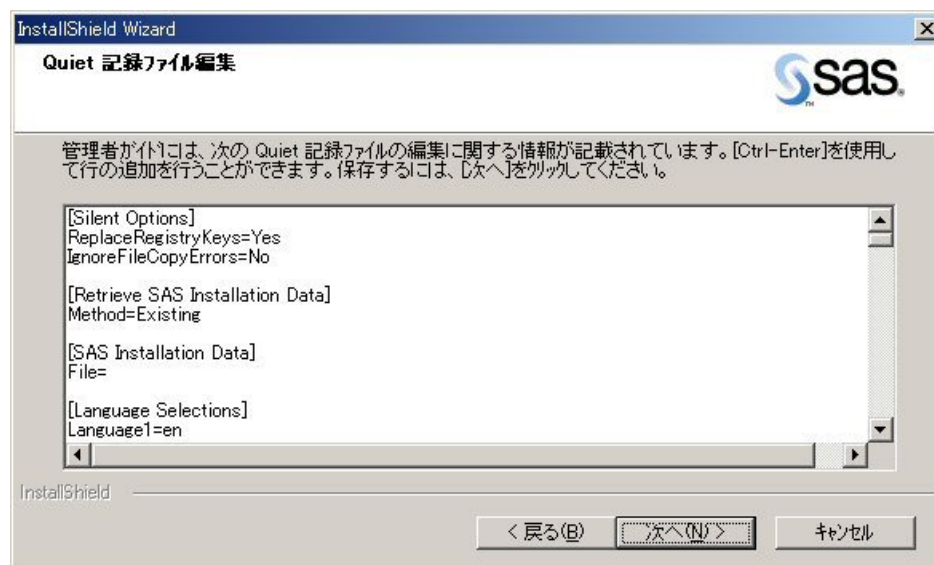 InstallShield Wizard
Quiet 記録ファイル編集
sas.
TM
管理者ガイドには、次の Quiet 記録ファイルの編集に関する情報が記載されています。[Ctrl-Enter]を使用し
て行の追加を行うことができます。保存するには、[次へ]をクリックしてください。
[Silent Options]
ReplaceRegistryKeys=Yes
IgnoreFileCopyErrors=No
[Retrieve SAS Installation Data]
Method=Existing
[SAS Installation Data]
File=
[Language Selections]
Language1=en
InstallShield
< 戻る(B)
次へ(N) >
キャンセル